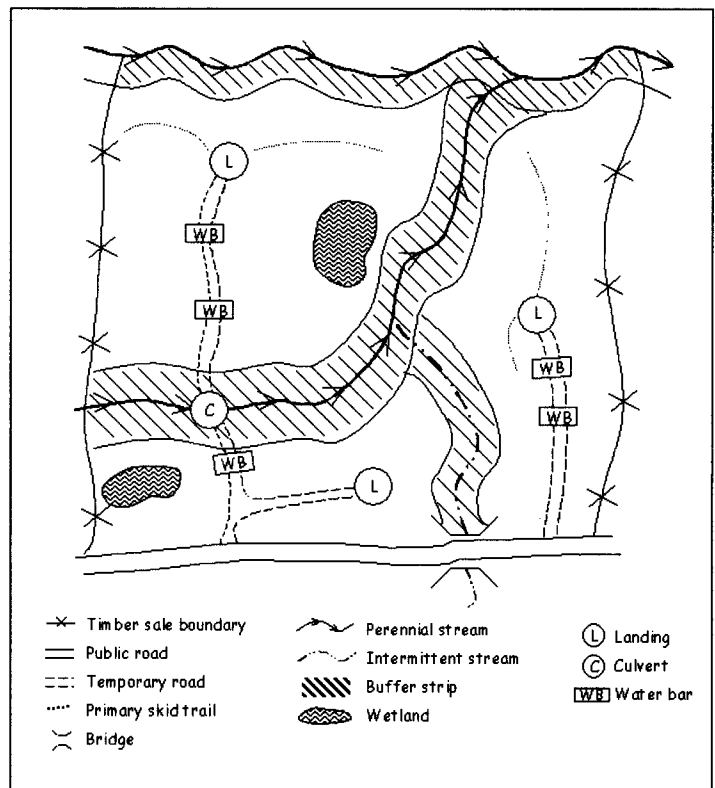 L
WB
L
WB
WB
WB
C
WB
L
Timber sale boundary
Public road
Temporary road
Primary skid trail
Bridge
Perennial stream
Intermittent stream
Buffer strip
Wetland
L Landing
C Culvert
WB Water bar